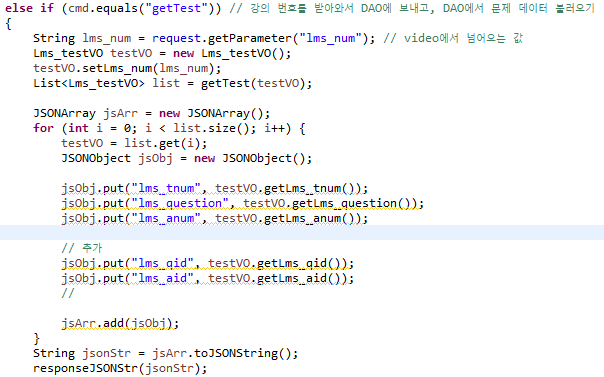 else if (cmd.equals("getTest")) // 강의 번호를 받아와서 DAO에 보내고, DAO에서 문제 데이터 불러오기
{
String lms_num = request.getParameter("lms_num"); // video에서 넘어오는 값
Lms_testVO testVO = new Lms_testVO();
testVO.setLms_num(lms_num);
List<Lms_testVO> list = getTest(testVO);
JSONArray jsArr = new JSONArray();
for (int i = 0; i < list.size(); i++) {
testVO = list.get(i);
JSONObject jsObj = new JSONObject();
jsObj.put("lms_tnum", testVO.getLms_tnum());
jsObj.put("lms_question", testVO.getLms_question());
jsObj.put("lms_anum", testVO.getLms_anum());
// 추가
jsObj.put("lms_qid", testVO.getLms_qid());
jsObj.put("lms_aid", testVO.getLms_aid());
//
jsArr.add(jsObj);
}
String jsonStr = jsArr.toJSONString();
responseJSONStr(jsonStr);